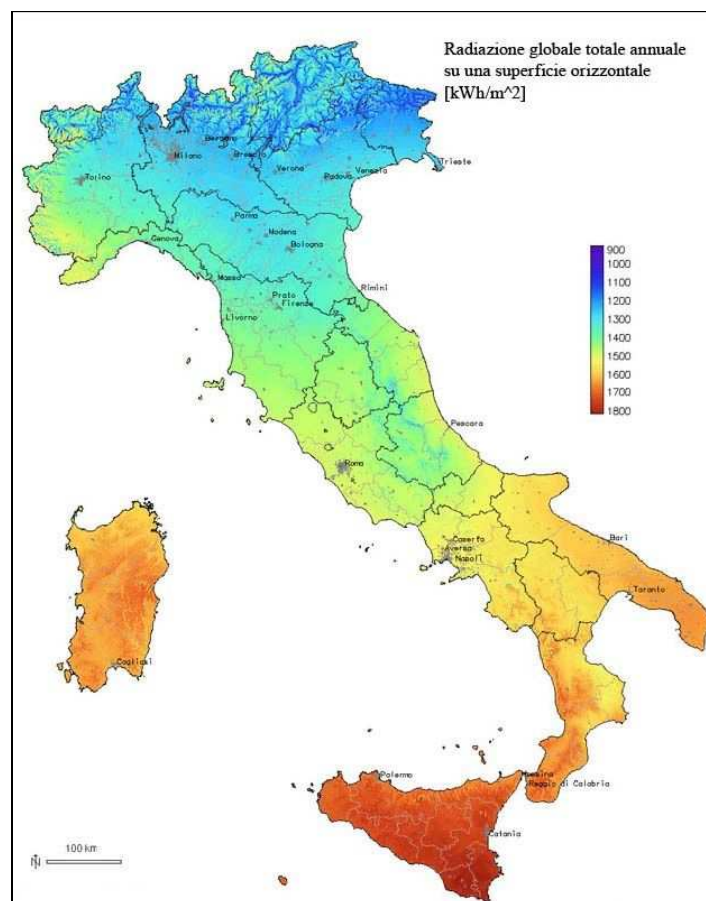 Radiazione globale totale annuale
su una superficie orizzontale
[kWh/m^2]
Bergamo
Milano
Brescia
Verona
Padova
Venezia
Trieste
Torino
Parma
Modena
Bologna
Genova
Massa
Rimini
Prato
Firenze
Livorno
900
1000
1100
1200
1300
1400
1500
1600
1700
1800
Pescara
Roma
Caserta
Aversa
Napoli
Bari
Taranto
Cagliari
Messina
Reggio di Calabria
Palermo
Catania
N
100 km